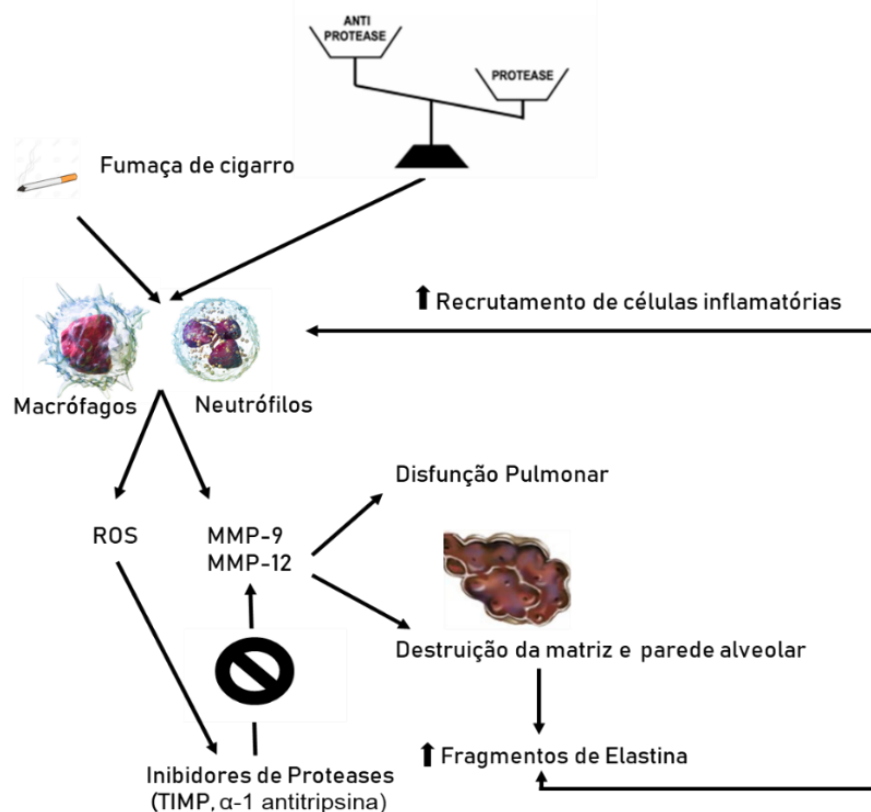 ANTI
PROTEASE
PROTEASE
Fumaça de cigarro
Recrutamento de células inflamatórias
Macrófagos
Neutrófilos
Disfunção Pulmonar
ROS
MMP-9
MMP-12
Destruição da matriz e parede alveolar
Fragmentos de Elastina
Inibidores de Proteases
(TIMP, α-1 antitripsina)